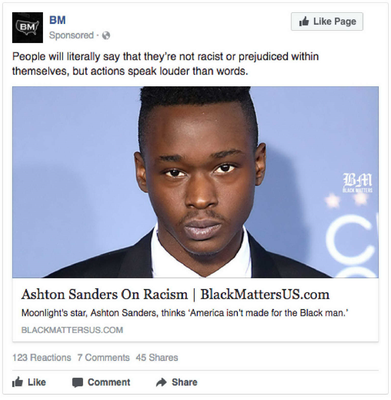 BM
BM
Like Page
Sponsored ·
People will literally say that they're not racist or prejudiced within
themselves, but actions speak louder than words.
BM
BLACK MATTERS
C
Ashton Sanders On Racism | BlackMattersUS.com
Moonlight's star, Ashton Sanders, thinks 'America isn't made for the Black man.'
BLACKMATTERSUS.COM
123 Reactions 7 Comments 45 Shares
Like Comment Share